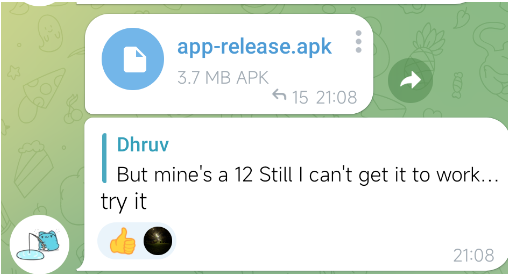 app-release.apk
3.7 MB APK
15 21:08
Dhruv
But mine's a 12 Still I can't get it to work...
try it
21:08